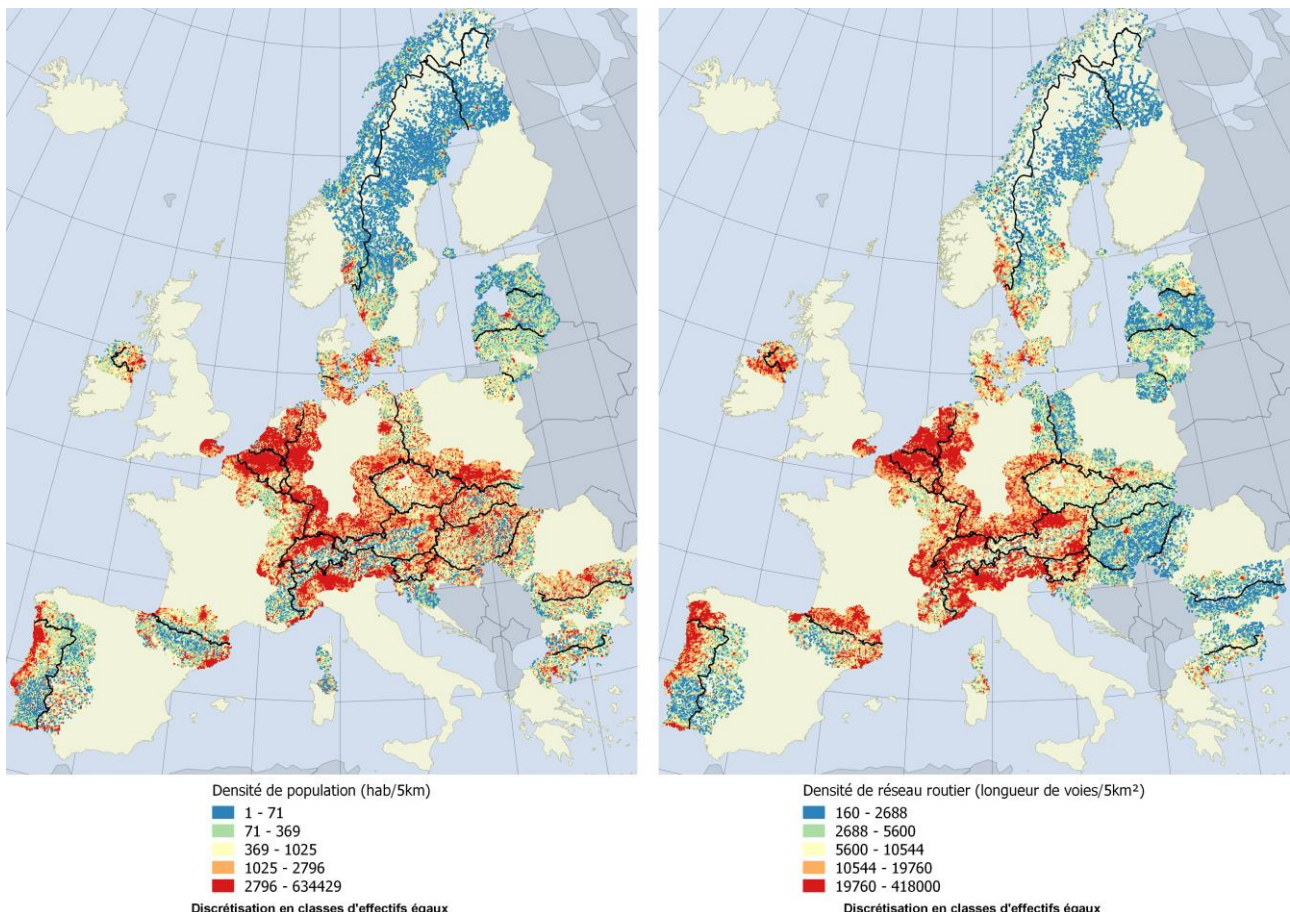 Densité de population (hab/5km)
1 - 71
71 - 369
369 - 1025
1025 - 2796
2796 - 634429
Discrétisation en classes d'effectifs égaux
Densité de réseau routier (longueur de voies/5km²)
160 - 2688
2688 - 5600
5600 - 10544
10544 - 19760
19760 - 418000
Discrétisation en classes d'effectifs égaux